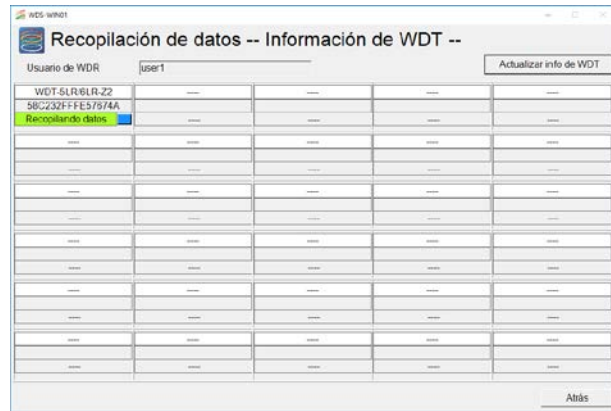 WDS-WIN01
Recopilación de datos -- Información de WDT --
Usuario de WDR user1 Actualizar info de WDT
WDT-5LR/6LR-Z2 ---- ---- ---- ----
58C232FFFE57674A
Recopilando datos ---- ---- ---- ----
---- ---- ---- ---- ----
---- ---- ---- ---- ----
---- ---- ---- ---- ----
---- ---- ---- ---- ----
---- ---- ---- ---- ----
---- ---- ---- ---- ----
---- ---- ---- ---- ----
---- ---- ---- ---- ----
---- ---- ---- ---- ----
---- ---- ---- ---- ----
Atrás